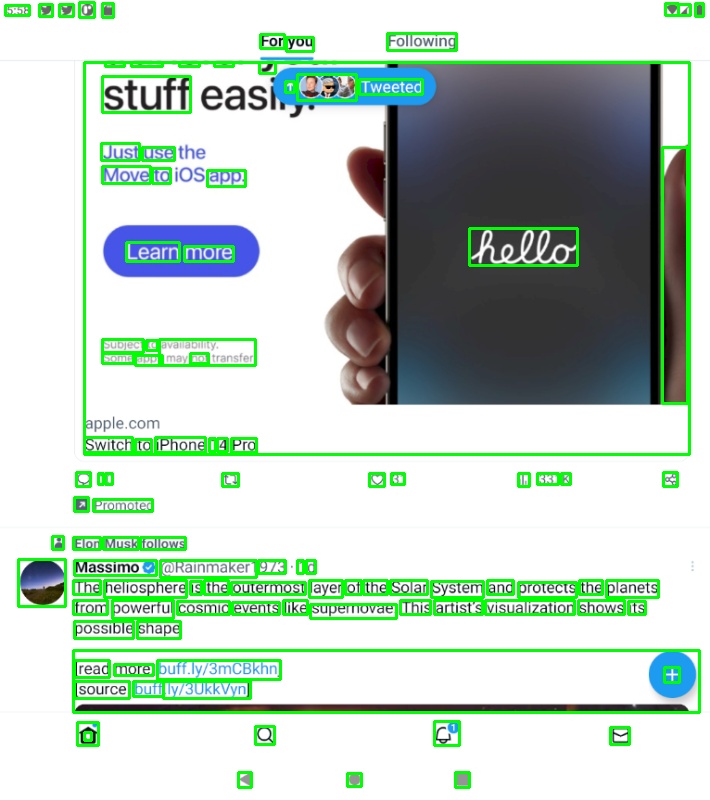 5:58
For you
Following
stuff easily.
Tweeted
Just use the
Move to iOS app.
Learn more
hello
Subject to availability.
Some apps may not transfer
apple.com
Switch to iPhone 14 Pro
Promoted
Elon Musk follows
Massimo @Rainmaker1973 · 1d
The heliosphere is the outermost layer of the Solar System and protects the planets
from powerful cosmic events like supernovae. This artist's visualization shows its
possible shape
[read more: buff.ly/3mCBkhn]
[source: buff.ly/3UkkVyn]
1